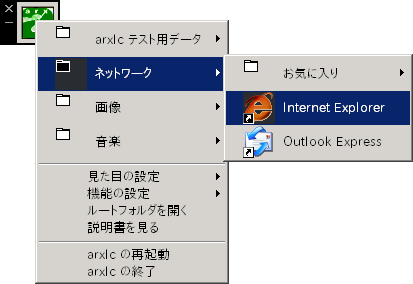 arxlc テスト用データ
ネットワーク
画像
音楽
見た目の設定
機能の設定
ルートフォルダを開く
説明書を見る
arxlc の再起動
arxlc の終了
お気に入り
Internet Explorer
Outlook Express